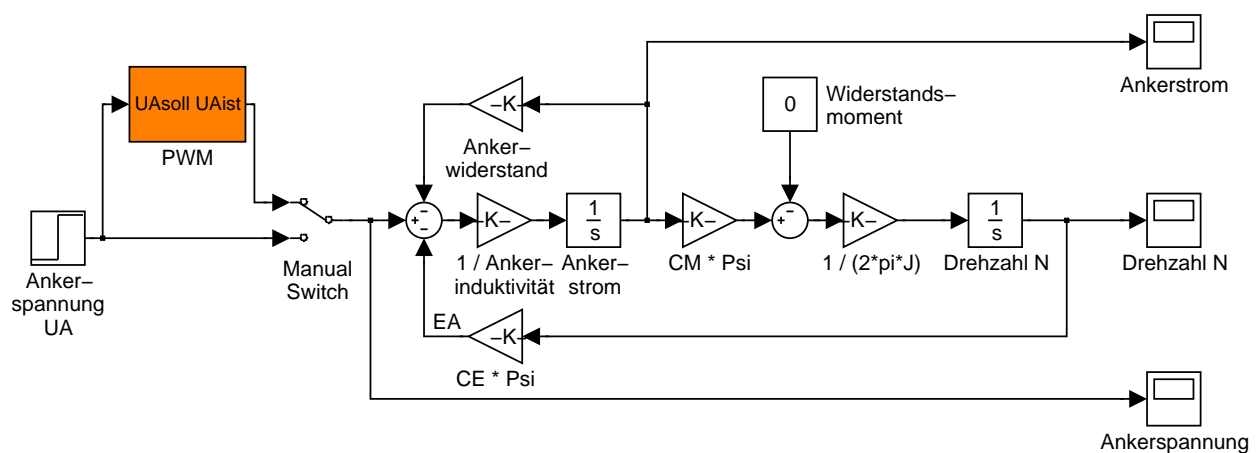 Ankerstrom
UAsoll UAist
PWM
−K−
Anker−
widerstand
0
Widerstands−
moment
Anker−
spannung
UA
Manual
Switch
+
−
−
−K−
1 / Anker−
induktivität
1
s
Anker−
strom
−K−
CM * Psi
+
−
−K−
1 / (2*pi*J)
1
s
Drehzahl N
Drehzahl N
EA
−K−
CE * Psi
Ankerspannung